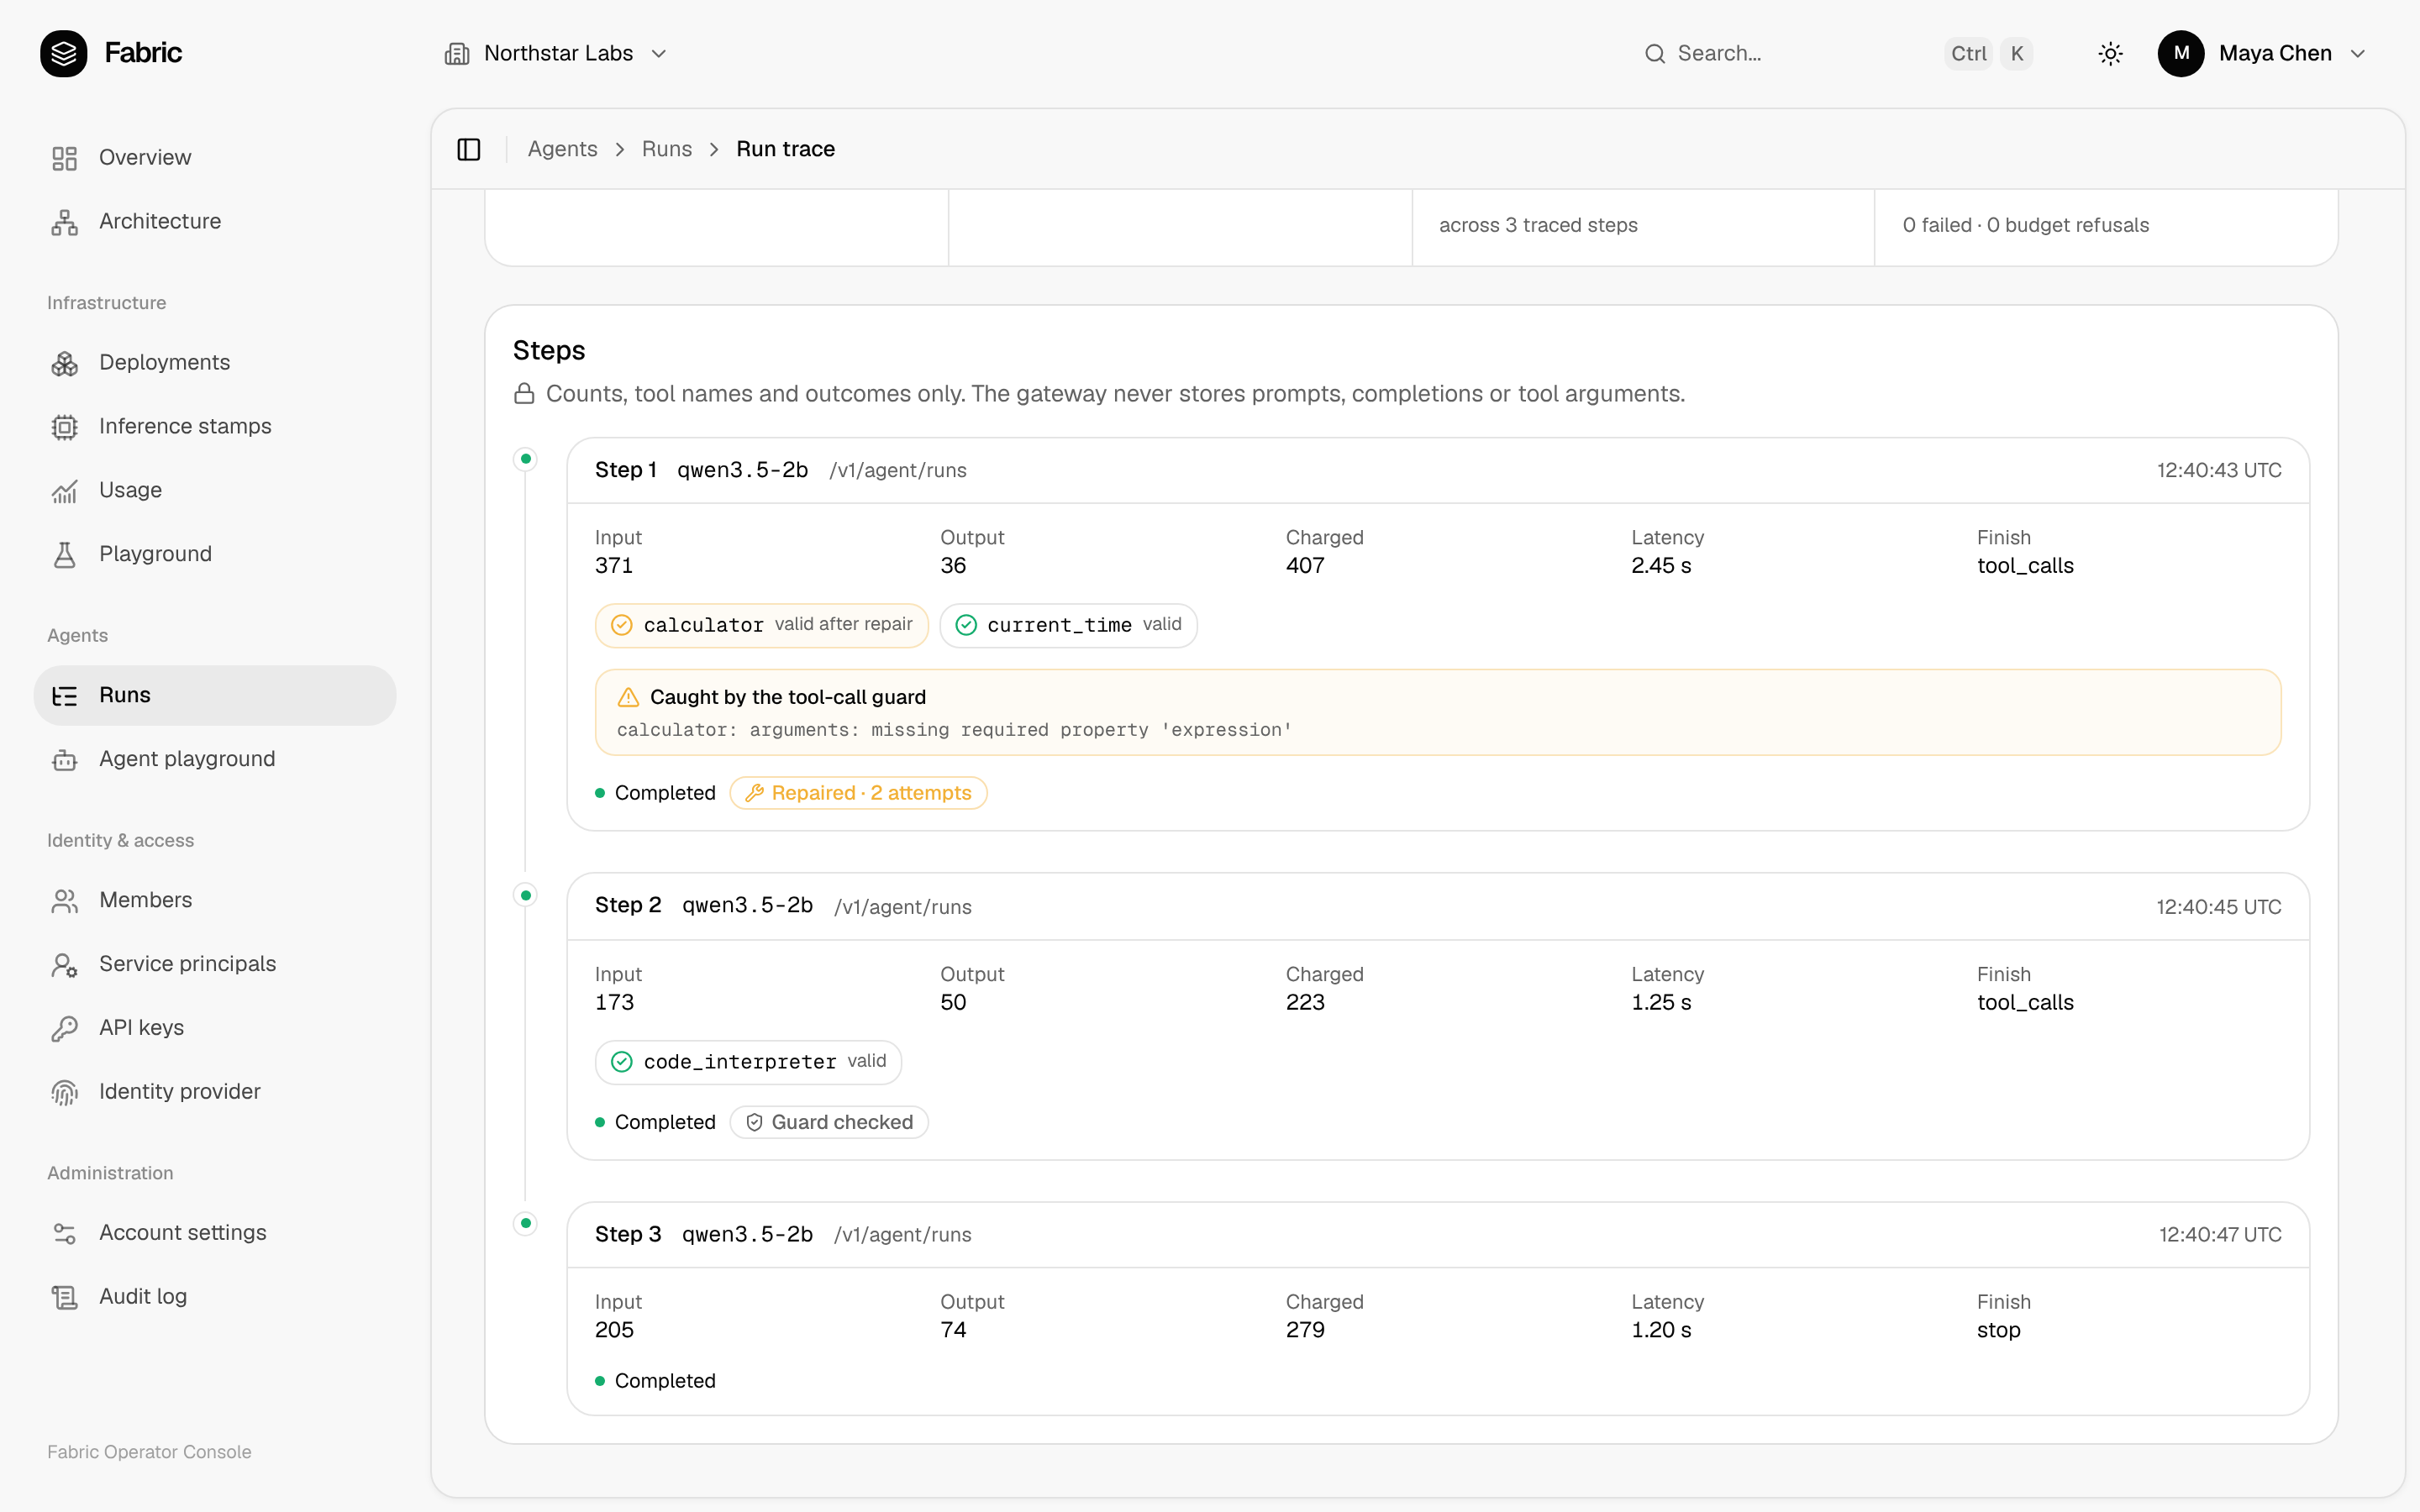 Fabric
Northstar Labs
Search...
Ctrl K
M Maya Chen
Overview
Architecture
Infrastructure
Deployments
Inference stamps
Usage
Playground
Agents
Runs
Agent playground
Identity & access
Members
Service principals
API keys
Identity provider
Administration
Account settings
Audit log
Fabric Operator Console
Agents > Runs > Run trace
across 3 traced steps
0 failed · 0 budget refusals
Steps
Counts, tool names and outcomes only. The gateway never stores prompts, completions or tool arguments.
Step 1 qwen3.5-2b /v1/agent/runs 12:40:43 UTC
Input Output Charged Latency Finish
371 36 407 2.45 s tool_calls
calculator valid after repair current_time valid
Caught by the tool-call guard
calculator: arguments: missing required property 'expression'
Completed Repaired · 2 attempts
Step 2 qwen3.5-2b /v1/agent/runs 12:40:45 UTC
Input Output Charged Latency Finish
173 50 223 1.25 s tool_calls
code_interpreter valid
Completed Guard checked
Step 3 qwen3.5-2b /v1/agent/runs 12:40:47 UTC
Input Output Charged Latency Finish
205 74 279 1.20 s stop
Completed